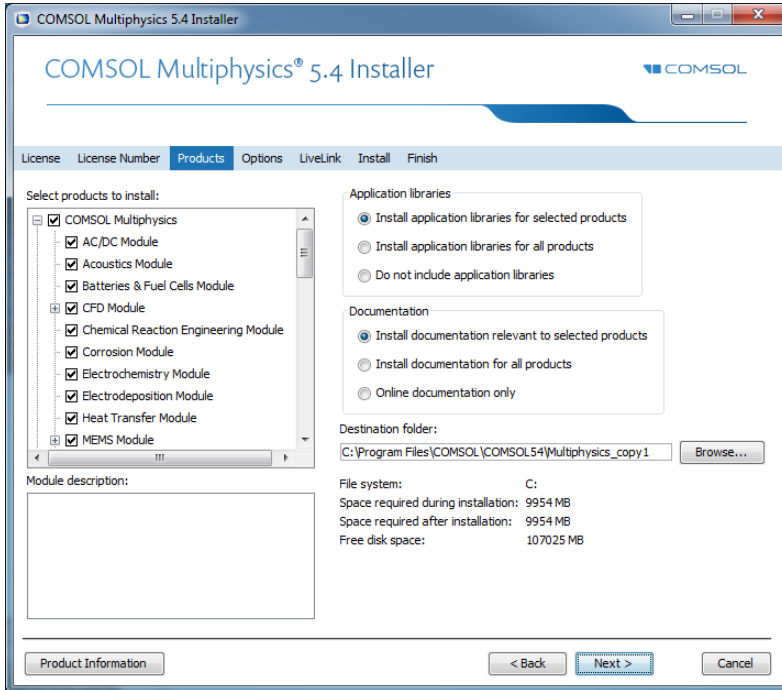 COMSOL Multiphysics 5.4 Installer
COMSOL Multiphysics® 5.4 Installer
COMSOL
License License Number Products Options LiveLink Install Finish
Select products to install:
COMSOL Multiphysics
AC/DC Module
Acoustics Module
Batteries & Fuel Cells Module
CFD Module
Chemical Reaction Engineering Module
Corrosion Module
Electrochemistry Module
Electrodeposition Module
Heat Transfer Module
MEMS Module
Module description:
Application libraries
Install application libraries for selected products
Install application libraries for all products
Do not include application libraries
Documentation
Install documentation relevant to selected products
Install documentation for all products
Online documentation only
Destination folder:
C:\Program Files\COMSOL\COMSOL54\Multiphysics_copy1 Browse...
File system: C:
Space required during installation: 9954 MB
Space required after installation: 9954 MB
Free disk space: 107025 MB
Product Information < Back Next > Cancel